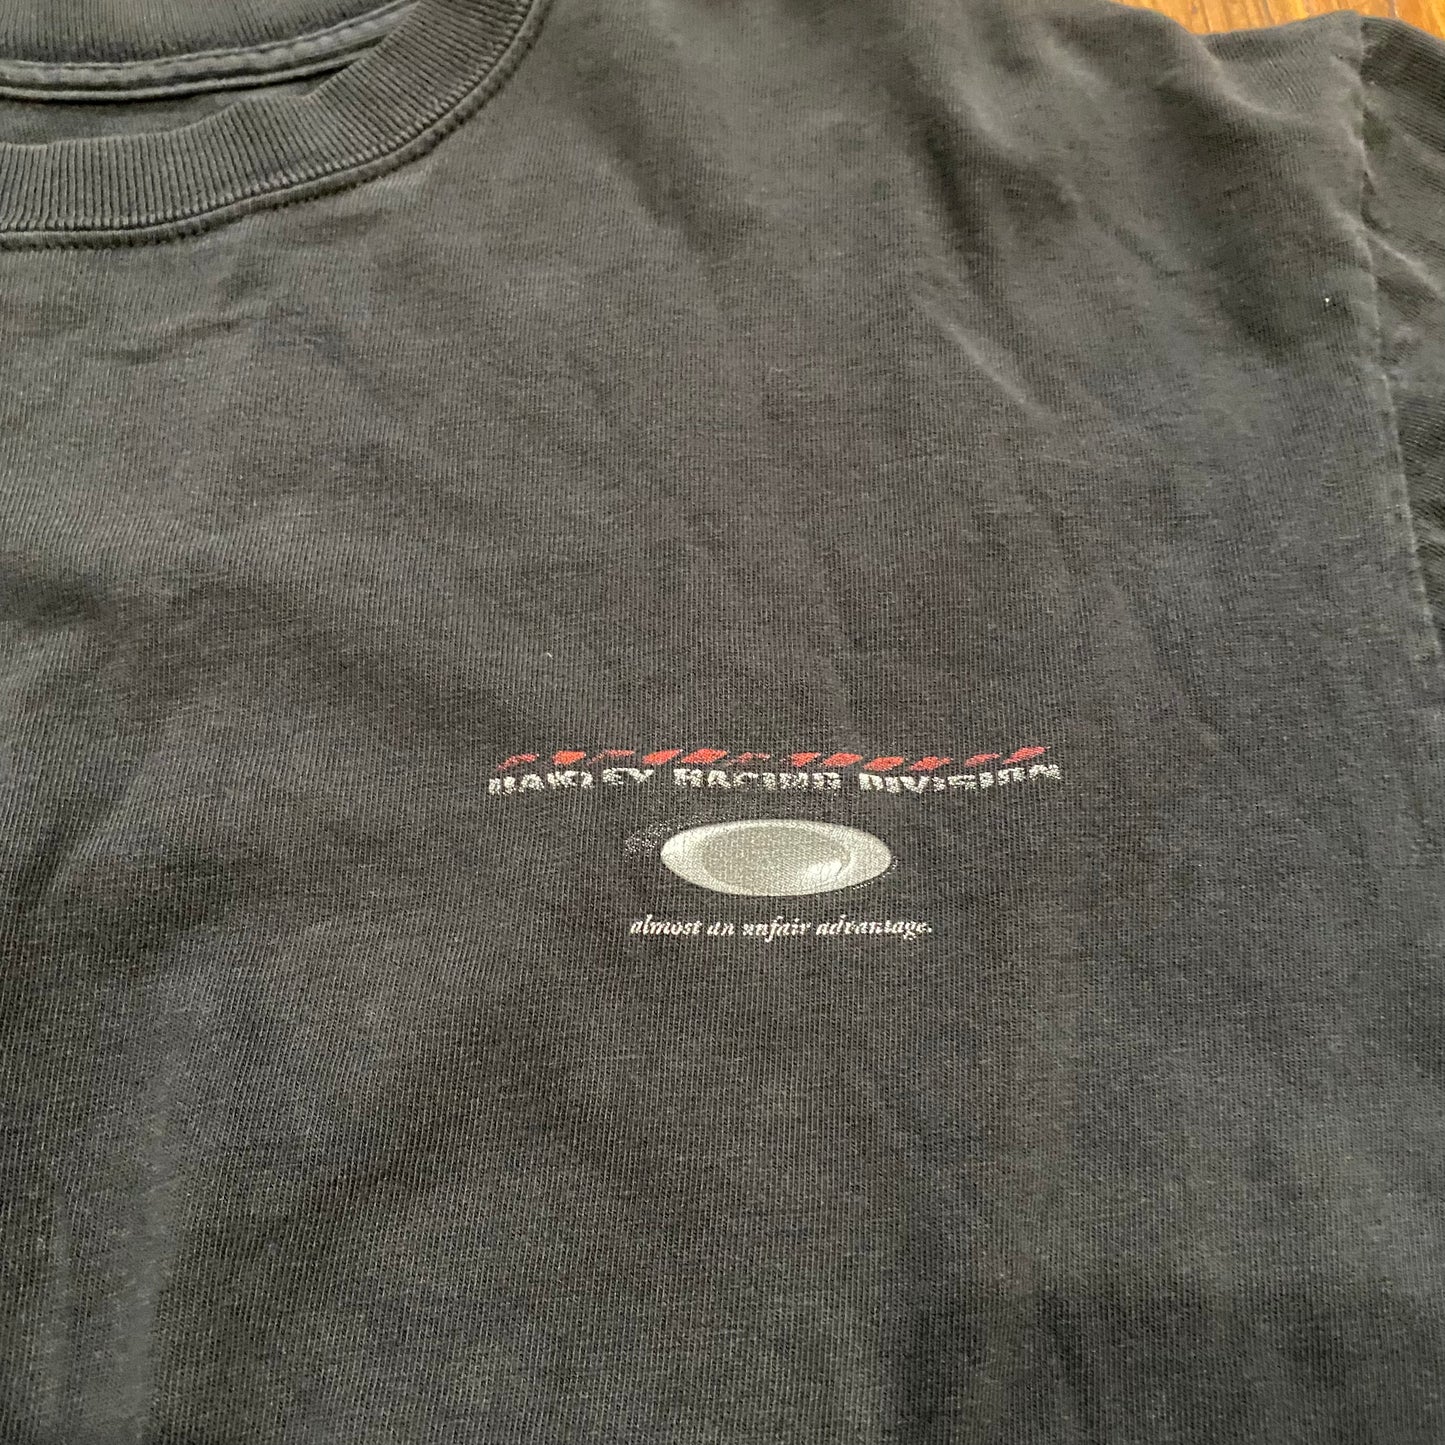 OAKLEY RACING DIVISION
almost an unfair advantage.